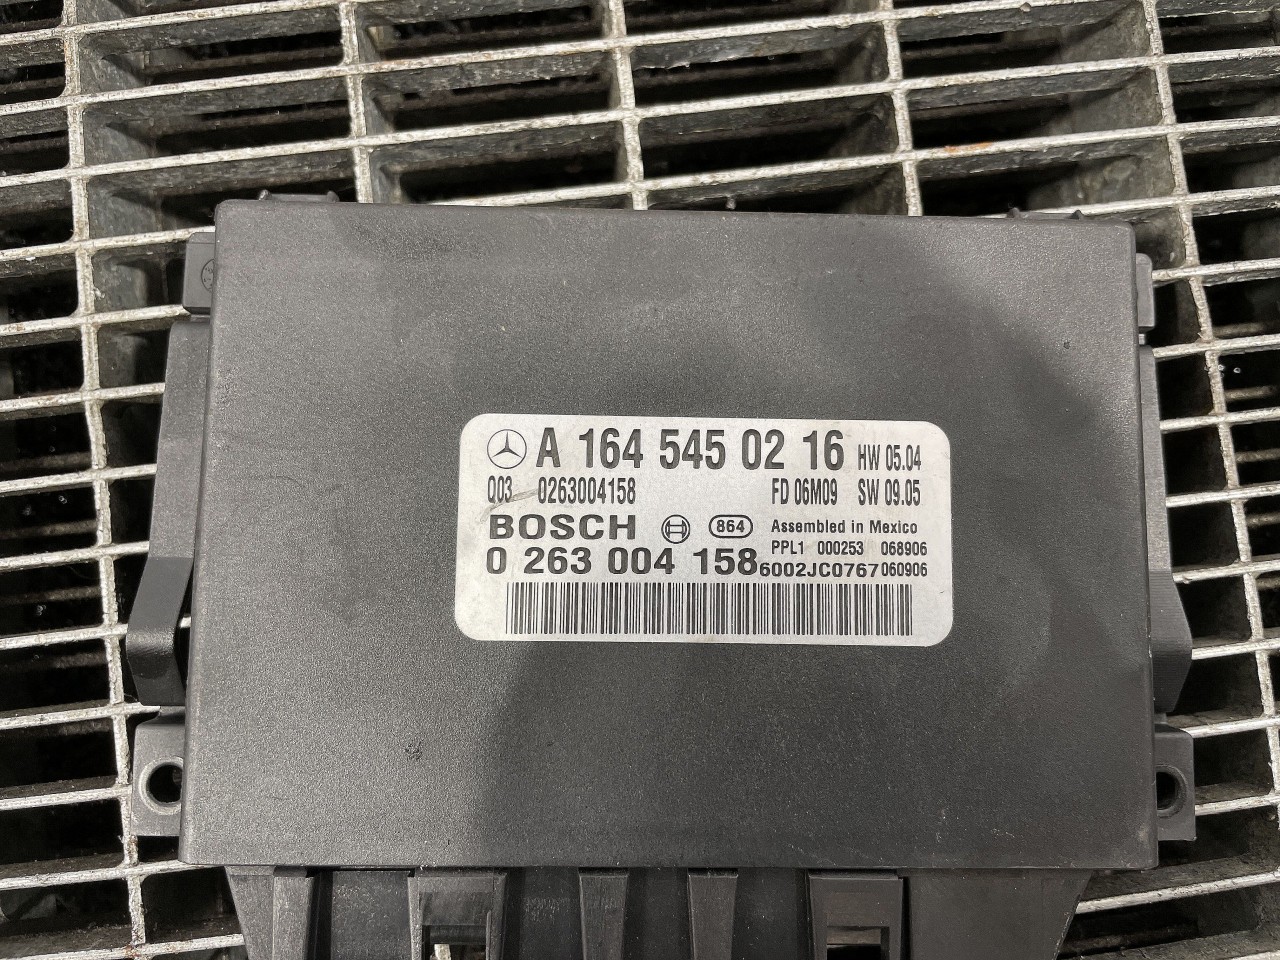 A 164 545 02 16 HW 05.04
Q03 0263004158 FD 06M09 SW 09.05
BOSCH 864 Assembled in Mexico
PPL1 000253 068906
0 263 004 158 6002JC0767 060906